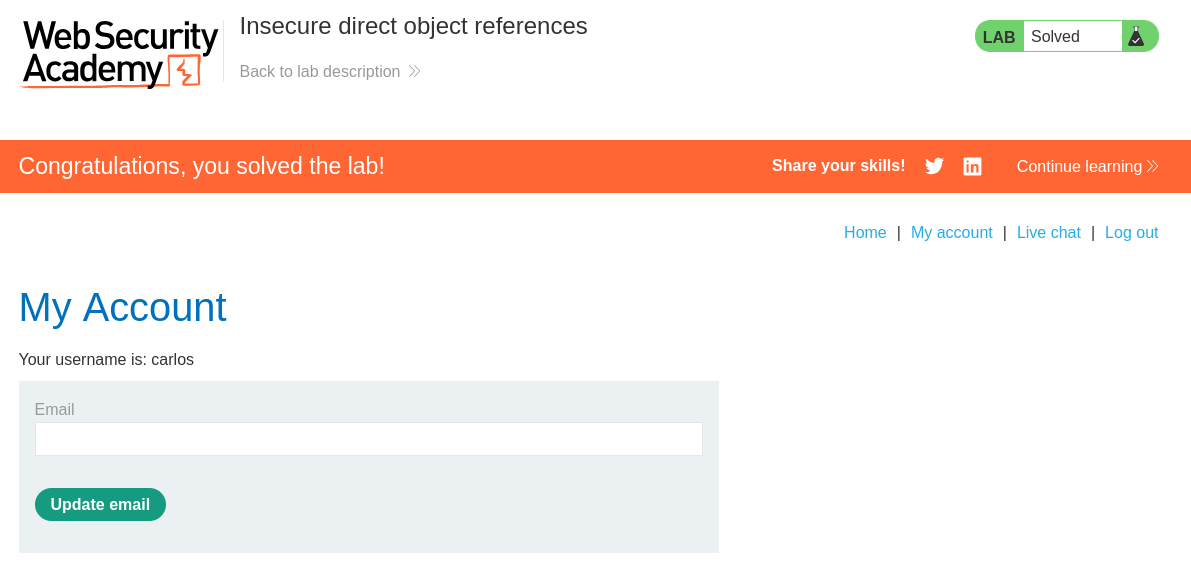 Web Security
Academy
Insecure direct object references
Back to lab description
LAB Solved
Congratulations, you solved the lab!
Share your skills!
Continue learning
Home | My account | Live chat | Log out
My Account
Your username is: carlos
Email
Update email